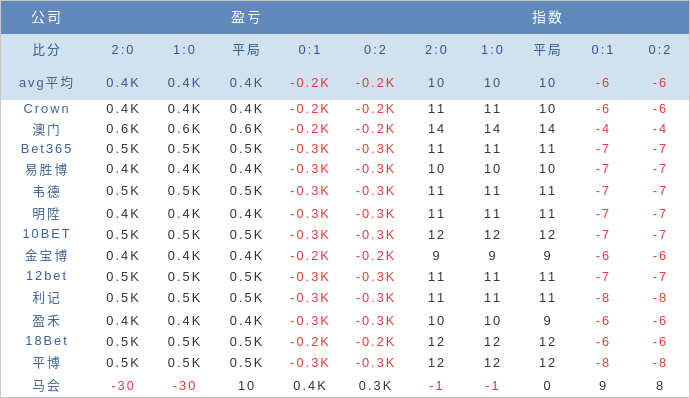 公司 盈亏 指数
比分 2:0 1:0 平局 0:1 0:2 2:0 1:0 平局 0:1 0:2
avg平均 0.4K 0.4K 0.4K -0.2K -0.2K 10 10 10 -6 -6
Crown 0.4K 0.4K 0.4K -0.2K -0.2K 11 11 10 -6 -6
澳门 0.6K 0.6K 0.6K -0.2K -0.2K 14 14 14 -4 -4
Bet365 0.5K 0.5K 0.5K -0.3K -0.3K 11 11 11 -7 -7
易胜博 0.4K 0.4K 0.4K -0.3K -0.3K 10 10 10 -7 -7
韦德 0.5K 0.5K 0.5K -0.3K -0.3K 11 11 11 -7 -7
明陞 0.4K 0.4K 0.4K -0.3K -0.3K 11 11 11 -7 -7
10BET 0.5K 0.5K 0.5K -0.3K -0.3K 12 12 12 -7 -7
金宝博 0.4K 0.4K 0.4K -0.2K -0.2K 9 9 9 -6 -6
12bet 0.5K 0.5K 0.5K -0.3K -0.3K 11 11 11 -7 -7
利记 0.5K 0.5K 0.5K -0.3K -0.3K 11 11 11 -8 -8
盈禾 0.4K 0.4K 0.4K -0.3K -0.3K 10 10 9 -6 -6
18Bet 0.5K 0.5K 0.5K -0.2K -0.2K 12 12 12 -6 -6
平博 0.5K 0.5K 0.5K -0.3K -0.3K 12 12 12 -8 -8
马会 -30 -30 10 0.4K 0.3K -1 -1 0 9 8